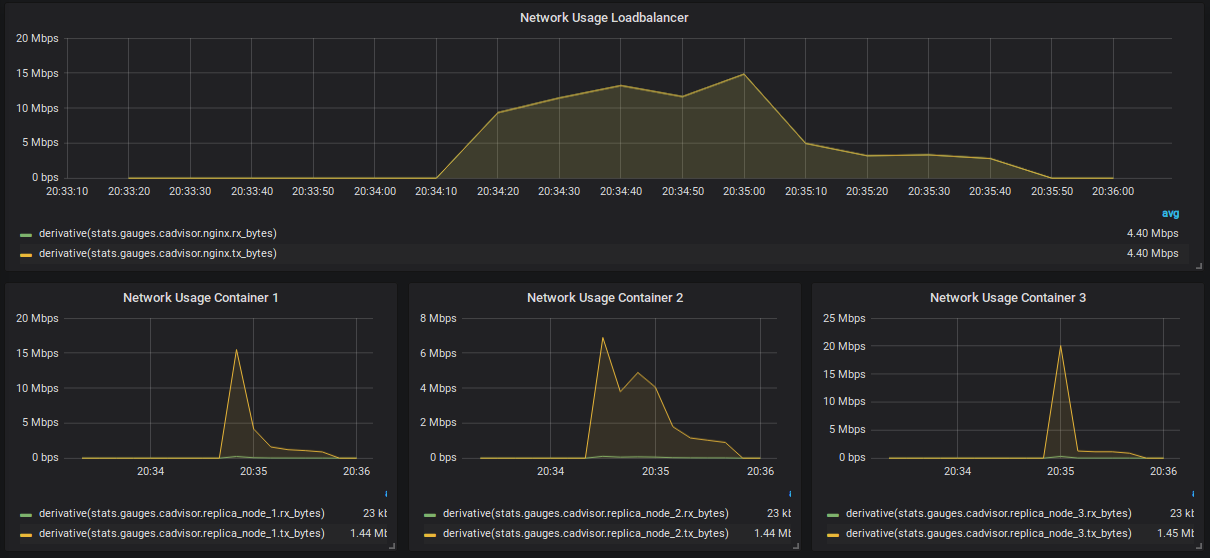 Network Usage Loadbalancer
20 Mbps
15 Mbps
10 Mbps
5 Mbps
0 bps
20:33:10 20:33:20 20:33:30 20:33:40 20:33:50 20:34:00 20:34:10 20:34:20 20:34:30 20:34:40 20:34:50 20:35:00 20:35:10 20:35:20 20:35:30 20:35:40 20:35:50 20:36:00
avg
derivative(stats.gauges.cadvisor.nginx.rx_bytes) 4.40 Mbps
derivative(stats.gauges.cadvisor.nginx.tx_bytes) 4.40 Mbps
Network Usage Container 1
20 Mbps
15 Mbps
10 Mbps
5 Mbps
0 bps
20:34 20:35 20:36
derivative(stats.gauges.cadvisor.replica_node_1.rx_bytes) 23 kb
derivative(stats.gauges.cadvisor.replica_node_1.tx_bytes) 1.44 Mb
Network Usage Container 2
8 Mbps
6 Mbps
4 Mbps
2 Mbps
0 bps
20:34 20:35 20:36
derivative(stats.gauges.cadvisor.replica_node_2.rx_bytes) 23 kb
derivative(stats.gauges.cadvisor.replica_node_2.tx_bytes) 1.44 Mb
Network Usage Container 3
25 Mbps
20 Mbps
15 Mbps
10 Mbps
5 Mbps
0 bps
20:34 20:35 20:36
derivative(stats.gauges.cadvisor.replica_node_3.rx_bytes) 23 kb
derivative(stats.gauges.cadvisor.replica_node_3.tx_bytes) 1.45 Mb